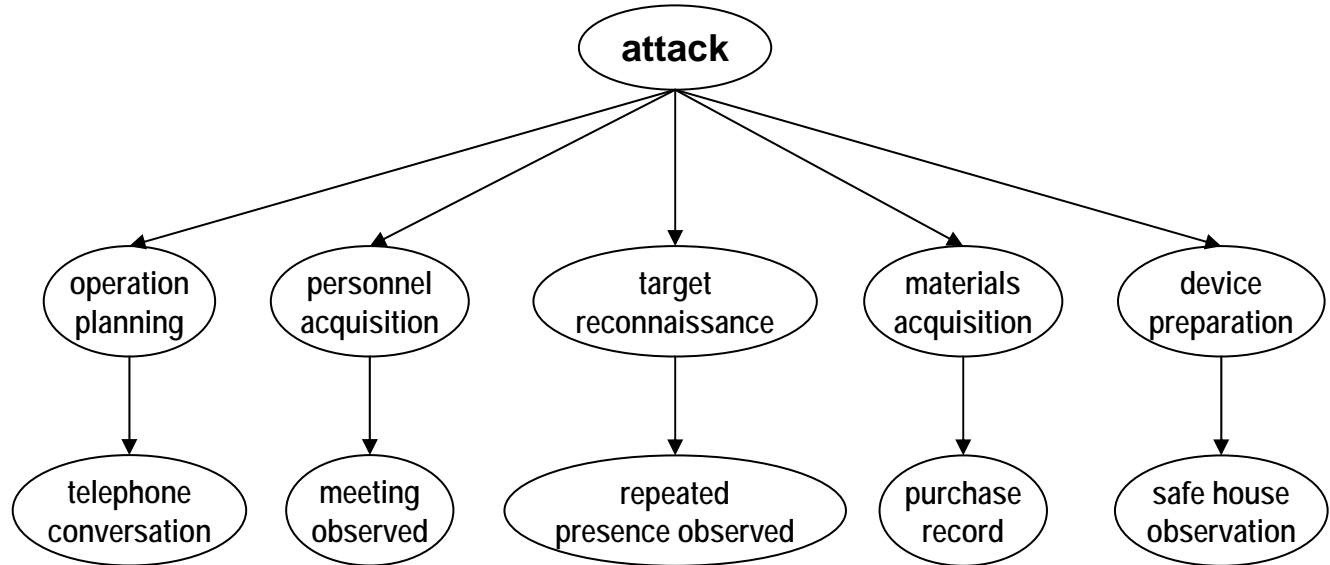 attack
operation
planning
personnel
acquisition
target
reconnaissance
materials
acquisition
device
preparation
telephone
conversation
meeting
observed
repeated
presence observed
purchase
record
safe house
observation